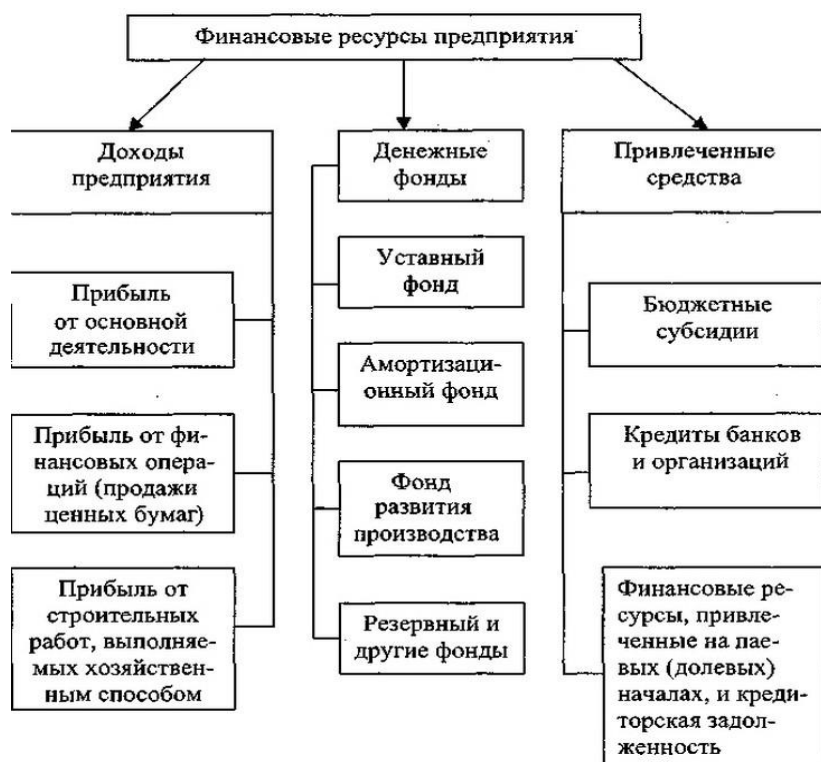 Финансовые ресурсы предприятия
Доходы
предприятия
Прибыль
от основной
деятельности
Прибыль от фи-
нансовых опера-
ций (продажи
ценных бумаг)
Прибыль от
строительных
работ, выполняе-
мых хозяйствен-
ным способом
Денежные
фонды
Уставный
фонд
Амортизаци-
онный фонд
Фонд
развития
производства
Резервный и
другие фонды
Привлеченные
средства
Бюджетные
субсидии
Кредиты банков
и организаций
Финансовые ре-
сурсы, привле-
ченные на пае-
вых (долевых)
началах, и креди-
торская задол-
женность